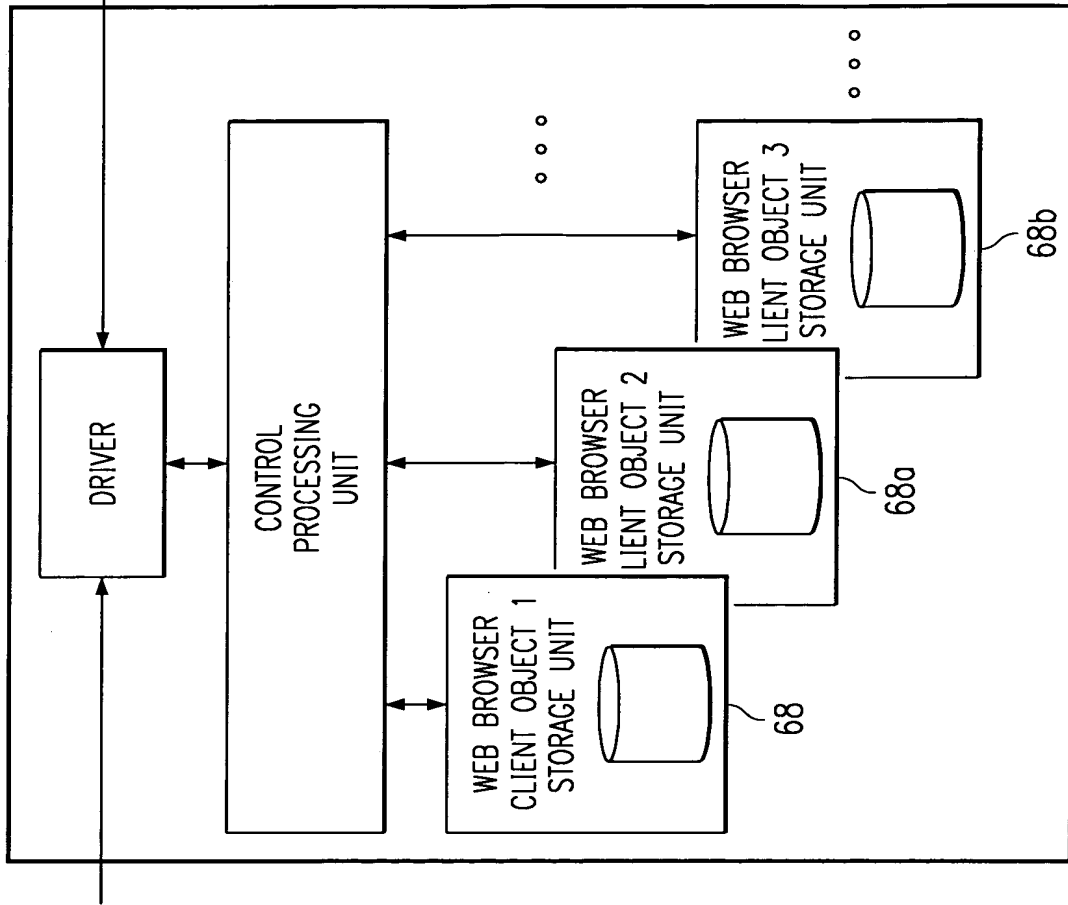 DRIVER
CONTROL
PROCESSING
UNIT
WEB BROWSER
CLIENT OBJECT 1
STORAGE UNIT
68
WEB BROWSER
LIENT OBJECT 2
STORAGE UNIT
68a
WEB BROWSER
LIENT OBJECT 3
STORAGE UNIT
68b